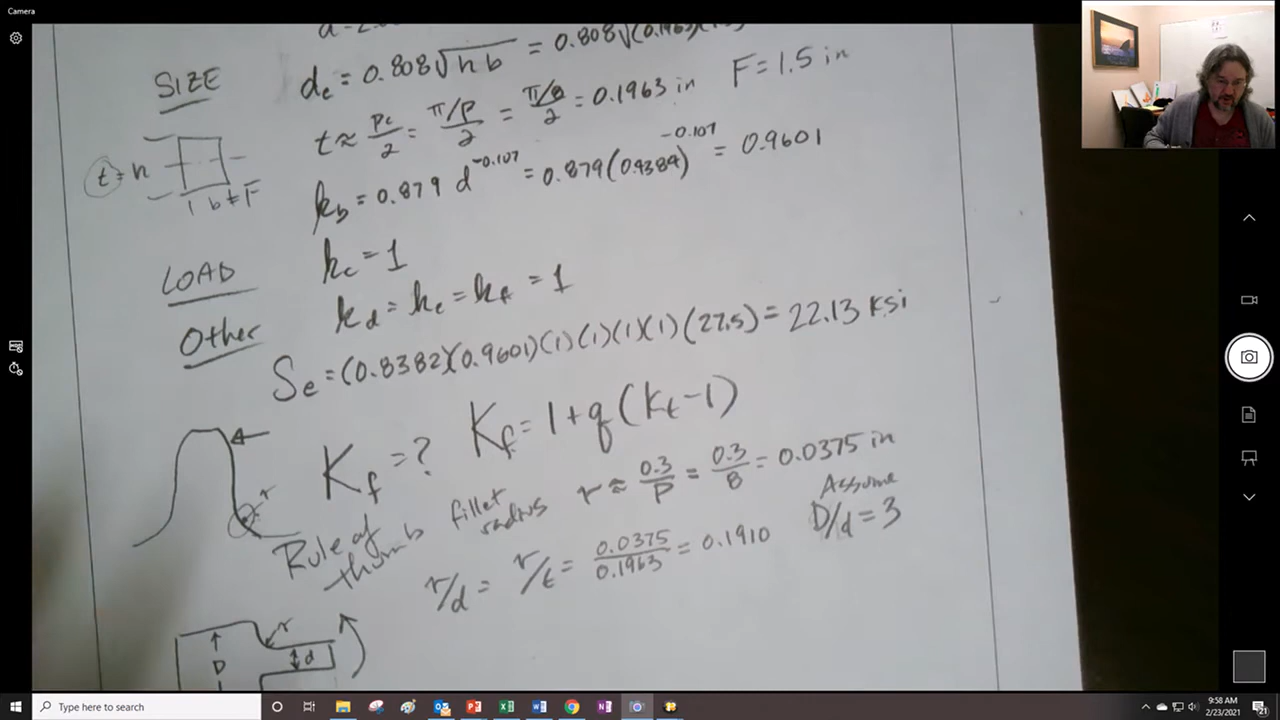 Camera
SIZE
d_e = 0.808√hb = 0.808√(0.1963)(1.5)
F = 1.5 in
t ≈ Pc/2 = π/P/2 = π/8/2 = 0.1963 in
t = h
b = F
k_b = 0.879 d^-0.107 = 0.879(0.4384)^-0.107 = 0.9601
LOAD
k_c = 1
Other
k_d = k_e = k_f = 1
S_e = (0.8382)(0.9601)(1)(1)(1)(1)(27.5) = 22.13 ksi
K_f = ? K_f = 1 + q(K_t - 1)
r
Rule of thumb fillet radius r ≈ 0.3/P = 0.3/8 = 0.0375 in
r/d = r/t = 0.0375/0.1963 = 0.1910
Assume
D/d = 3
r
D
d
Type here to search
9:58 AM
2/23/2021
21